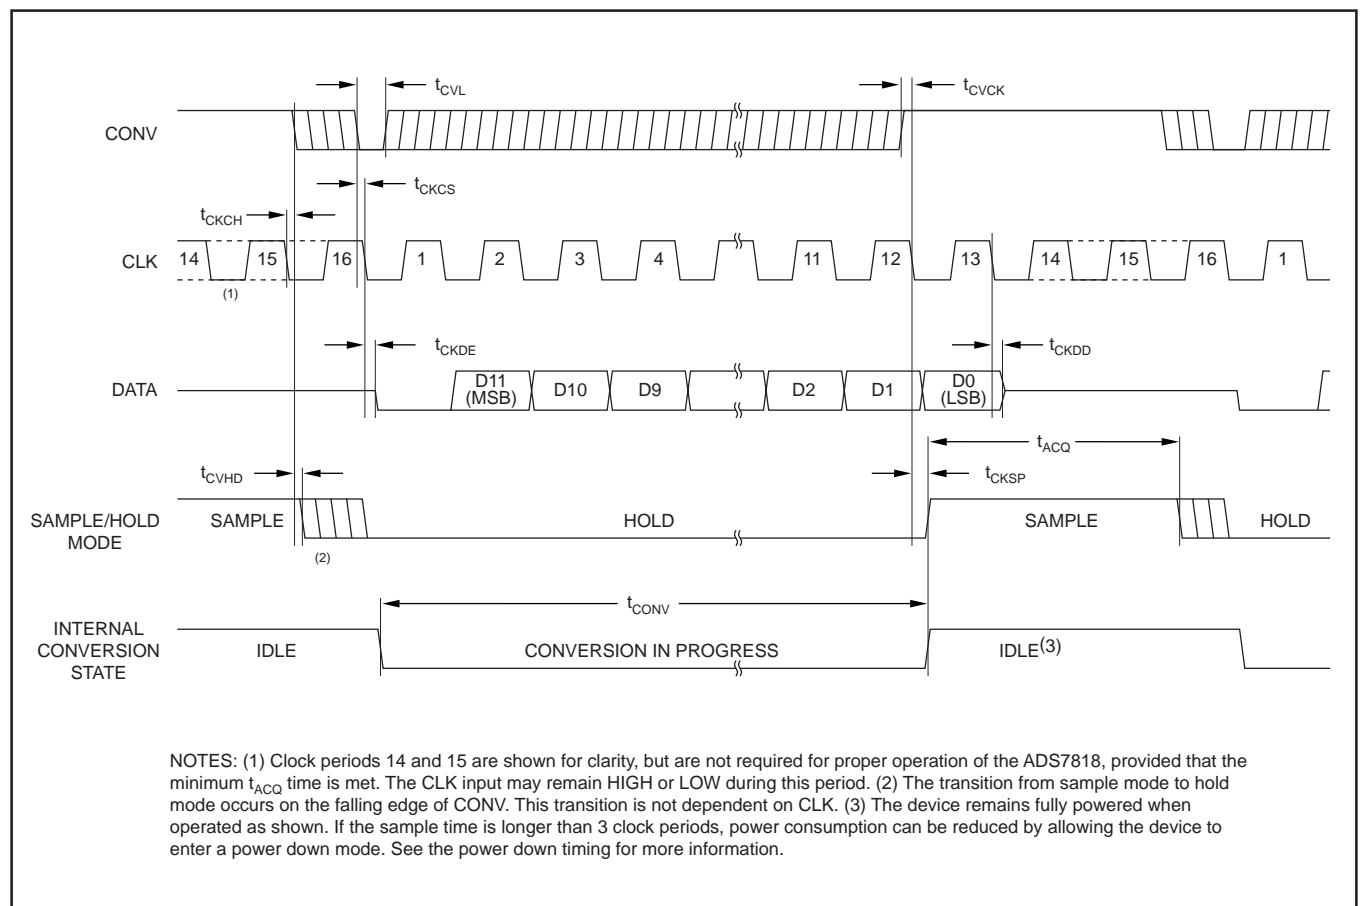 tCVL
tCVCK
CONV
tCKCS
tCKCH
CLK
14 15 16 1 2 3 4 11 12 13 14 15 16 1
(1)
tCKDE
tCKDD
DATA
D11
(MSB)
D10
D9
D2
D1
D0
(LSB)
tACQ
tCVHD
tCKSP
SAMPLE/HOLD
MODE
SAMPLE
HOLD
SAMPLE
HOLD
(2)
tCONV
INTERNAL
CONVERSION
STATE
IDLE
CONVERSION IN PROGRESS
IDLE(3)
NOTES: (1) Clock periods 14 and 15 are shown for clarity, but are not required for proper operation of the ADS7818, provided that the
minimum tACQ time is met. The CLK input may remain HIGH or LOW during this period. (2) The transition from sample mode to hold
mode occurs on the falling edge of CONV. This transition is not dependent on CLK. (3) The device remains fully powered when
operated as shown. If the sample time is longer than 3 clock periods, power consumption can be reduced by allowing the device to
enter a power down mode. See the power down timing for more information.